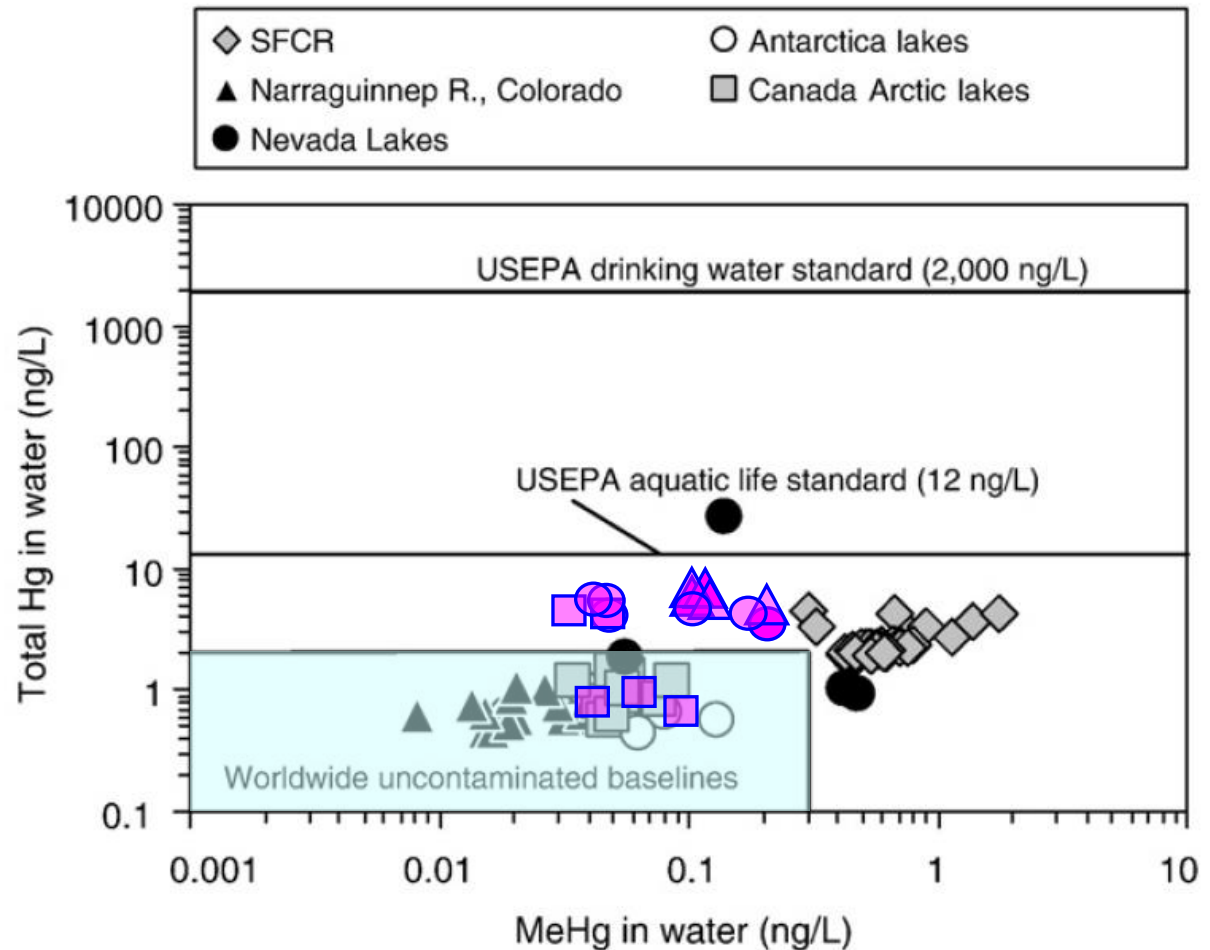 SFCR
Antarctica lakes
Narraguinnep R., Colorado
Canada Arctic lakes
Nevada Lakes
10000
USEPA drinking water standard (2,000 ng/L)
1000
100
USEPA aquatic life standard (12 ng/L)
10
1
Worldwide uncontaminated baselines
0.1
Total Hg in water (ng/L)
0.001
0.01
0.1
1
10
MeHg in water (ng/L)